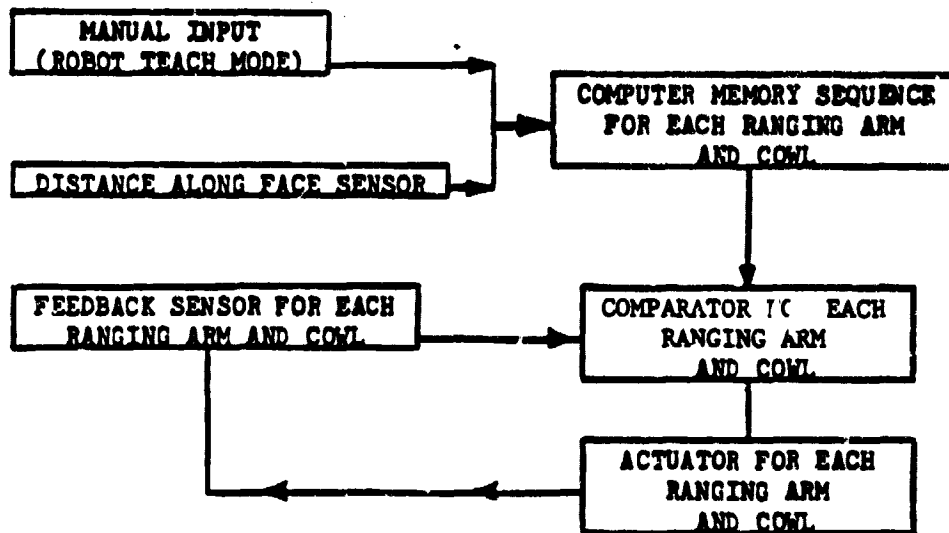 MANUAL INPUT
(ROBOT TEACH MODE)
COMPUTER MEMORY SEQUENCE
FOR EACH RANGING ARM
AND COWL
DISTANCE ALONG FACE SENSOR
FEEDBACK SENSOR FOR EACH
RANGING ARM AND COWL
COMPARATOR EACH
RANGING ARM
AND COWL
ACTUATOR FOR EACH
RANGING ARM
AND COWL